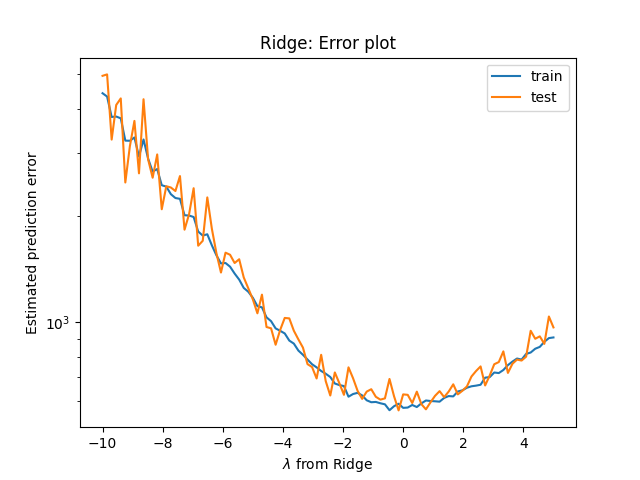 Ridge: Error plot
train
test
Estimated prediction error
10³
−10
−8
−6
−4
−2
0
2
4
λ from Ridge